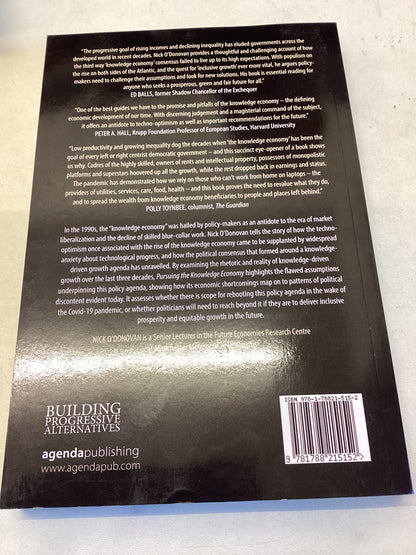 "The progressive goal of rising incomes and declining inequality has eluded governments across the
developed world in recent decades. Nick O'Donovan provides a thoughtful and challenging account of how
the third way 'knowledge economy' consensus failed to live up to its high expectations. With populism on
the rise on both sides of the Atlantic, and the quest for 'inclusive growth' ever more vital, he argues policy-
makers need to challenge their assumptions and look for new solutions. His book is essential reading for
anyone who seeks a prosperous, green and fair future for all."
ED BALLS, former Shadow Chancellor of the Exchequer
"One of the best guides we have to the promise and pitfalls of the knowledge economy – the defining
economic development of our time. With discerning judgement and a magisterial command of the subject,
it offers an antidote to techno-optimism as well as important recommendations for the future."
PETER A. HALL, Krupp Foundation Professor of European Studies, Harvard University
"Low productivity and growing inequality dog the decades when 'the knowledge economy' has been the
goal of every left or right centrist democratic government – and this succinct eye-opener of a book shows
us why. Cadres of the highly skilled, owners of rents and intellectual property, possessors of monopolistic
platforms and superstars hoovered up all the growth, while the rest dropped back in earnings and status.
The pandemic has demonstrated how we rely on those who can't work from home on laptops – the
providers of utilities, services, care, food, health – and this book proves the need to revalue what they do,
and to spread the wealth from knowledge economy beneficiaries to people and places left behind."
POLLY TOYNBEE, columnist, The Guardian
In the 1990s, the "knowledge economy" was hailed by policy-makers as an antidote to the era of market
liberalization and the decline of skilled blue-collar work. Nick O'Donovan tells the story of how the techno-
optimism once associated with the rise of the knowledge economy came to be supplanted by widespread
anxiety about technological progress, and how the political consensus that formed around a knowledge-
driven growth agenda has unravelled. By examining the rhetoric and reality of knowledge-driven
growth over the last three decades, Pursuing the Knowledge Economy highlights the flawed assumptions
underpinning this policy agenda, showing how its economic shortcomings map on to patterns of political
discontent evident today. It assesses whether there is scope for rebooting this policy agenda in the wake of
the Covid-19 pandemic, or whether politicians will need to reach beyond it if they are to deliver inclusive
prosperity and equitable growth in the future.
NICK O'DONOVAN is a Senior Lecturer in the Future Economies Research Centre
BUILDING
PROGRESSIVE
ALTERNATIVES
agendapublishing
www.agendapub.com
ISBN 978-1-78821-515-2
9 781788 215152 >